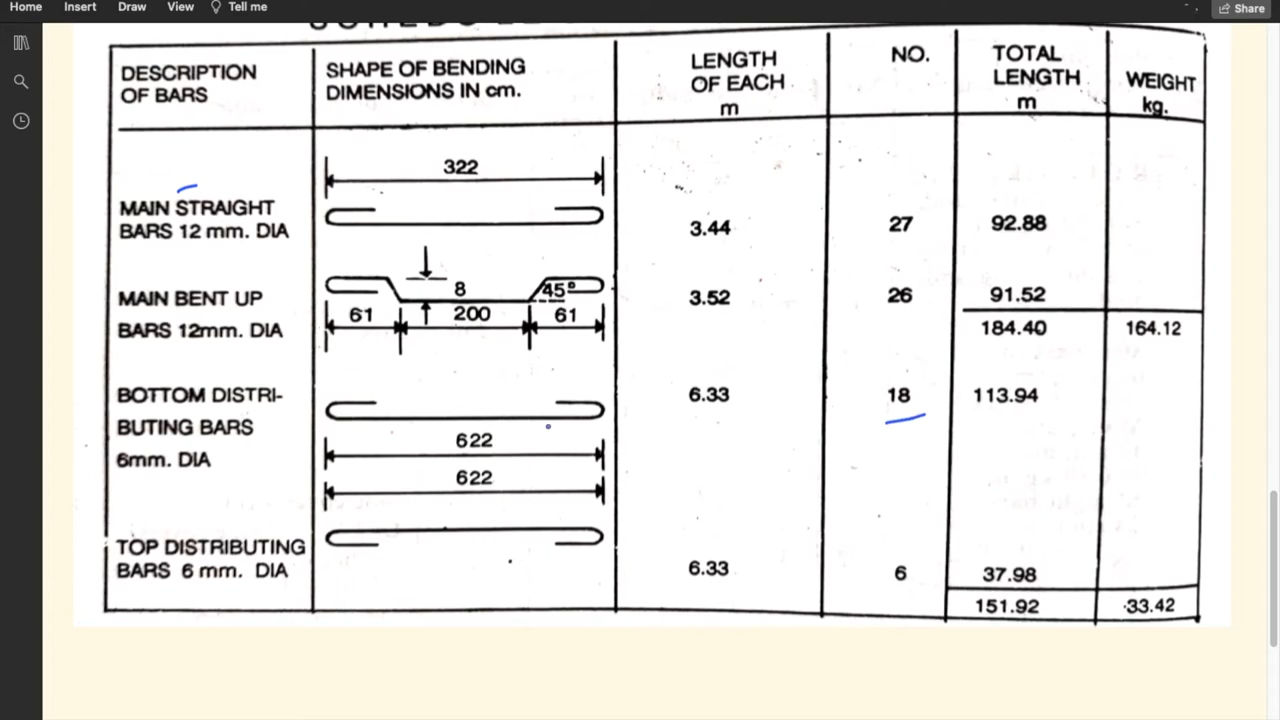 Home Insert Draw View Tell me
Share
DESCRIPTION
OF BARS
SHAPE OF BENDING
DIMENSIONS IN cm.
LENGTH
OF EACH
m
NO.
TOTAL
LENGTH
m
WEIGHT
kg.
322
MAIN STRAIGHT
BARS 12 mm. DIA
3.44 27 92.88
MAIN BENT UP
BARS 12mm. DIA
8 45°
61 200 61
3.52 26 91.52
184.40 164.12
BOTTOM DISTRI-
BUTING BARS
6mm. DIA
622
6.33 18 113.94
622
TOP DISTRIBUTING
BARS 6 mm. DIA
6.33 6 37.98
151.92 33.42